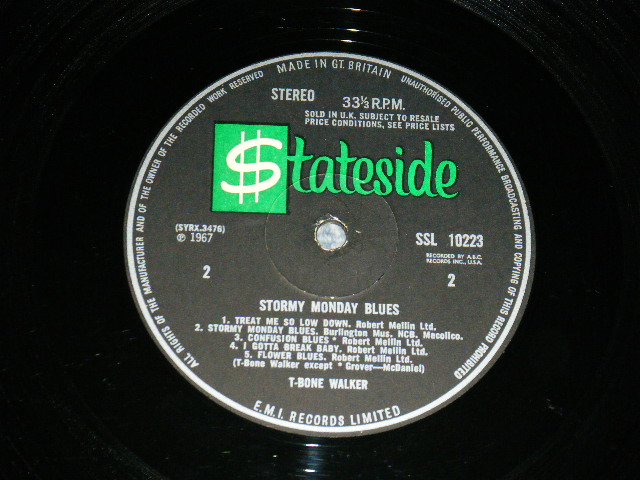 MADE IN GT. BRITAIN
UNAUTHORISED PUBLIC PERFORMANCE BROADCASTING AND COPYING OF THIS RECORD PROHIBITED
ALL RIGHTS OF THE MANUFACTURER AND OF THE OWNER OF THE RECORDED WORK RESERVED
STEREO 33⅓ R.P.M.
SOLD IN U.K. SUBJECT TO RESALE
PRICE CONDITIONS, SEE PRICE LISTS
$tateside
(SYRX.3476)
℗ 1967
SSL 10223
RECORDED BY A.B.C.
RECORDS INC., U.S.A.
2
2
STORMY MONDAY BLUES
1. TREAT ME SO LOW DOWN. Robert Mellin Ltd.
2. STORMY MONDAY BLUES. Burlington Mus. NCB. Mecolico.
3. CONFUSION BLUES* Robert Mellin Ltd.
4. I GOTTA BREAK BABY. Robert Mellin Ltd.
5. FLOWER BLUES. Robert Mellin Ltd.
(T-Bone Walker except * Grover—McDaniel)
T-BONE WALKER
E.M.I. RECORDS LIMITED